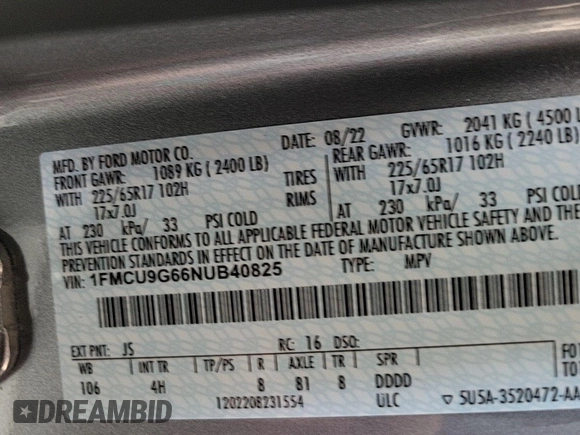 MFD. BY FORD MOTOR CO. DATE: 08/22 GVWR: 2041 KG ( 4500 L
FRONT GAWR: 1089 KG ( 2400 LB) REAR GAWR: 1016 KG ( 2240 LB)
WITH 225/65R17 102H TIRES WITH 225/65R17 102H
17x7.0J RIMS 17x7.0J
AT 230 kPa/ 33 PSI COLD AT 230 kPa/ 33 PSI COLD
THIS VEHICLE CONFORMS TO ALL APPLICABLE FEDERAL MOTOR VEHICLE SAFETY AND
THEFT PREVENTION STANDARDS IN EFFECT ON THE DATE OF MANUFACTURE SHOWN ABOVE.
VIN: 1FMCU9G66NUB40825 TYPE: MPV
EXT PNT: JS RC: 16 DSO:
WB INT TR TP/PS R AXLE TR SPR
106 4H 8 81 8 DDDD
1202208231554 ULC ▽ 5U5A-3520472-AA
FO
TO
DREAMBID